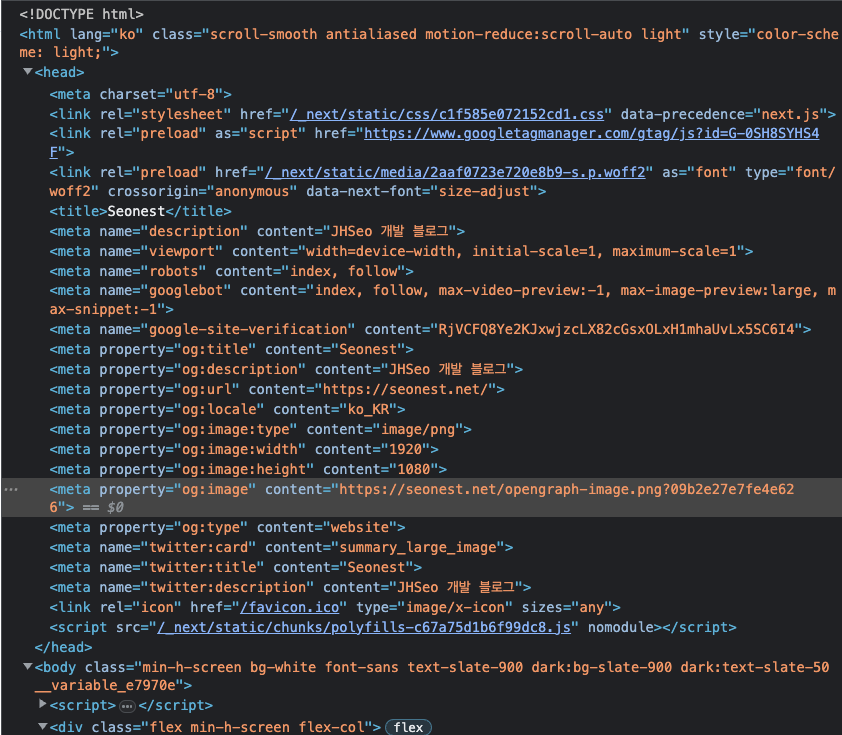 <!DOCTYPE html>
<html lang="ko" class="scroll-smooth antialiased motion-reduce:scroll-auto light" style="color-sche
me: light;">
▼<head>
<meta charset="utf-8">
<link rel="stylesheet" href="/_next/static/css/c1f585e072152cd1.css" data-precedence="next.js">
<link rel="preload" as="script" href="https://www.googletagmanager.com/gtag/js?id=G-0SH8SYHS4
F">
<link rel="preload" href="/_next/static/media/2aaf0723e720e8b9-s.p.woff2" as="font" type="font/
woff2" crossorigin="anonymous" data-next-font="size-adjust">
<title>Seonest</title>
<meta name="description" content="JHSeo 개발 블로그">
<meta name="viewport" content="width=device-width, initial-scale=1, maximum-scale=1">
<meta name="robots" content="index, follow">
<meta name="googlebot" content="index, follow, max-video-preview:-1, max-image-preview:large, m
ax-snippet:-1">
<meta name="google-site-verification" content="RjVCFQ8Ye2KJxwjzcLX82cGsxOLxH1mhaUvLx5SC6I4">
<meta property="og:title" content="Seonest">
<meta property="og:description" content="JHSeo 개발 블로그">
<meta property="og:url" content="https://seonest.net/">
<meta property="og:locale" content="ko_KR">
<meta property="og:image:type" content="image/png">
<meta property="og:image:width" content="1920">
<meta property="og:image:height" content="1080">
<meta property="og:image" content="https://seonest.net/opengraph-image.png?09b2e27e7fe4e62
6"> == $0
<meta property="og:type" content="website">
<meta name="twitter:card" content="summary_large_image">
<meta name="twitter:title" content="Seonest">
<meta name="twitter:description" content="JHSeo 개발 블로그">
<link rel="icon" href="/favicon.ico" type="image/x-icon" sizes="any">
<script src="/_next/static/chunks/polyfills-c67a75d1b6f99dc8.js" nomodule></script>
</head>
▼<body class="min-h-screen bg-white font-sans text-slate-900 dark:bg-slate-900 dark:text-slate-50
__variable_e7970e">
▶<script>…</script>
▼<div class="flex min-h-screen flex-col"> flex